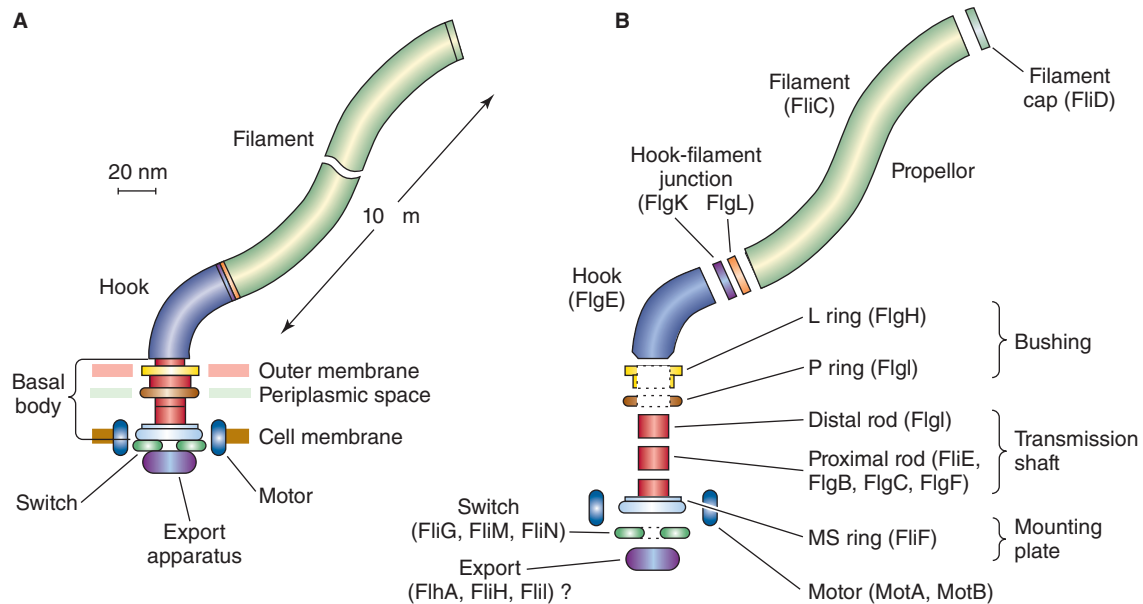 A
Filament
20 nm
10 m
Hook
Basal
body
Outer membrane
Periplasmic space
Cell membrane
Switch
Motor
Export
apparatus
B
Filament
(FliC)
Filament
cap (FliD)
Hook-filament
junction
(FlgK FlgL)
Propellor
Hook
(FlgE)
L ring (FlgH)
Bushing
P ring (FlgI)
Distal rod (FlgI)
Transmission
shaft
Proximal rod (FliE,
FlgB, FlgC, FlgF)
Switch
(FliG, FliM, FliN)
MS ring (FliF)
Mounting
plate
Export
(FlhA, FliH, FliI) ?
Motor (MotA, MotB)